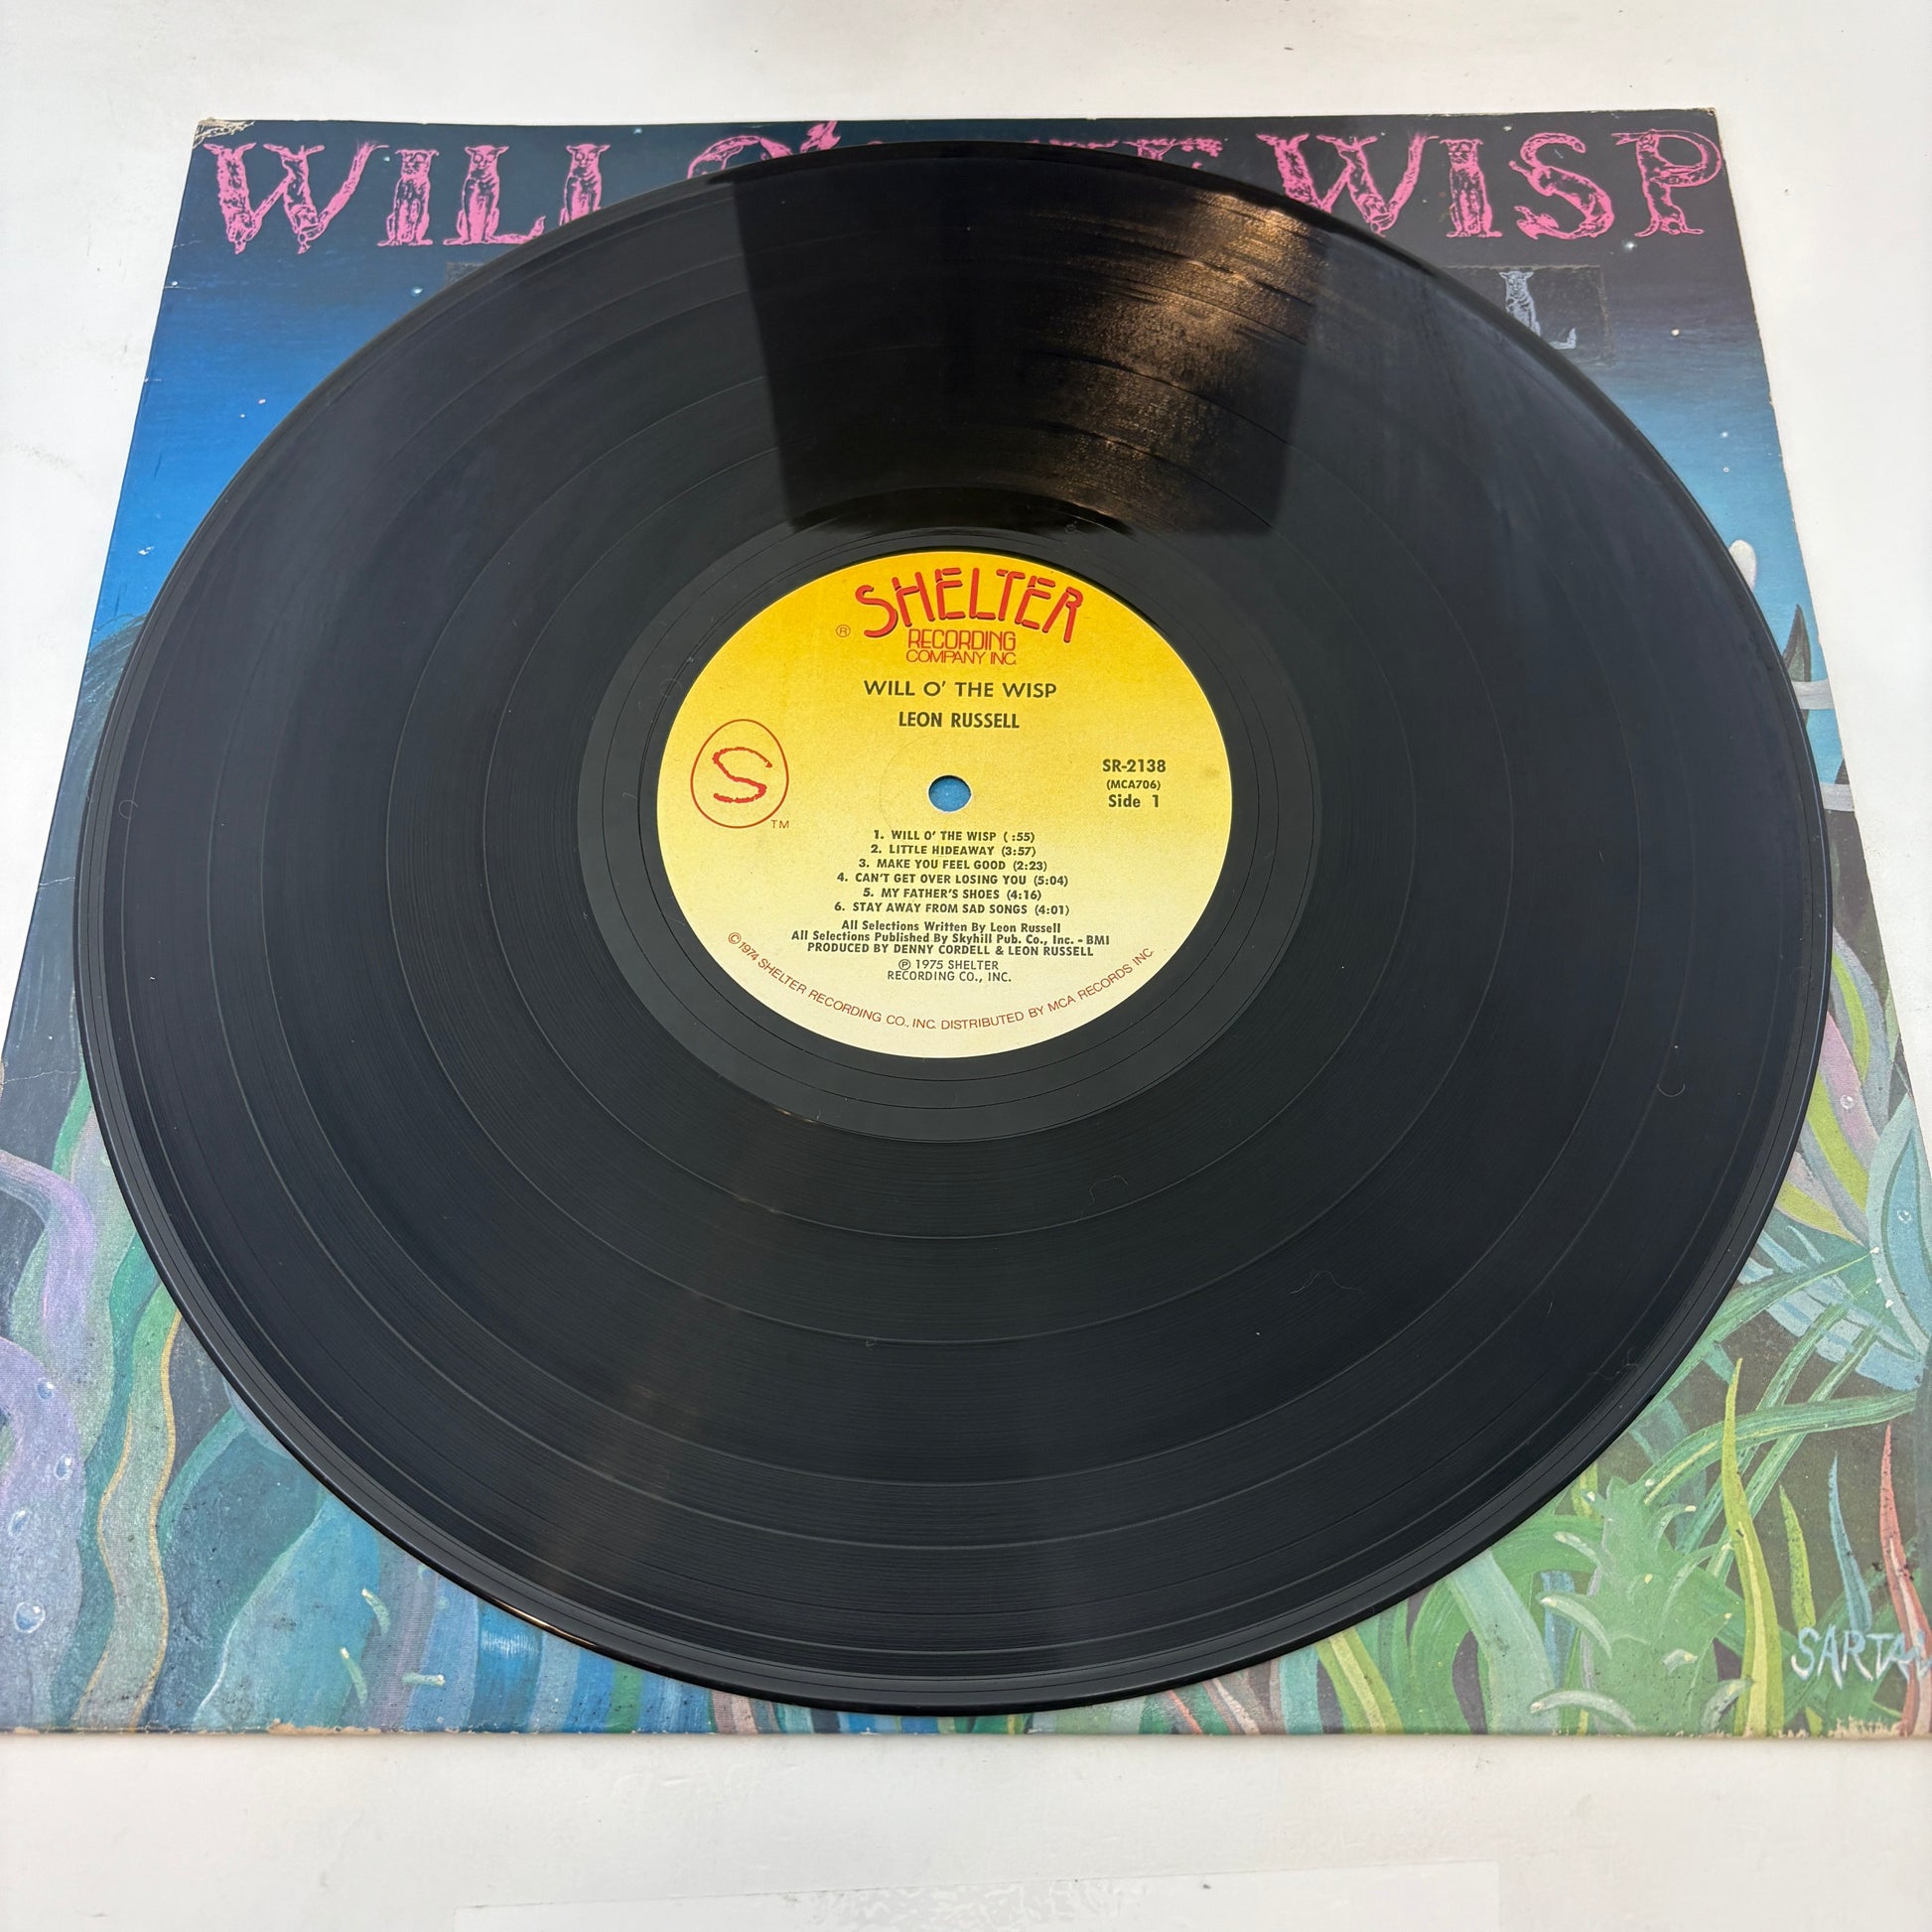 WILL O' WISP
L
SHELTER
®
RECORDING
COMPANY INC.
WILL O' THE WISP
LEON RUSSELL
S
TM
SR-2138
(MCA706)
Side 1
1. WILL O' THE WISP ( :55)
2. LITTLE HIDEAWAY (3:57)
3. MAKE YOU FEEL GOOD (2:23)
4. CAN'T GET OVER LOSING YOU (5:04)
5. MY FATHER'S SHOES (4:16)
6. STAY AWAY FROM SAD SONGS (4:01)
All Selections Written By Leon Russell
All Selections Published By Skyhill Pub. Co., Inc. - BMI
PRODUCED BY DENNY CORDELL & LEON RUSSELL
℗ 1975 SHELTER
RECORDING CO., INC.
©1974 SHELTER RECORDING CO., INC. DISTRIBUTED BY MCA RECORDS INC.